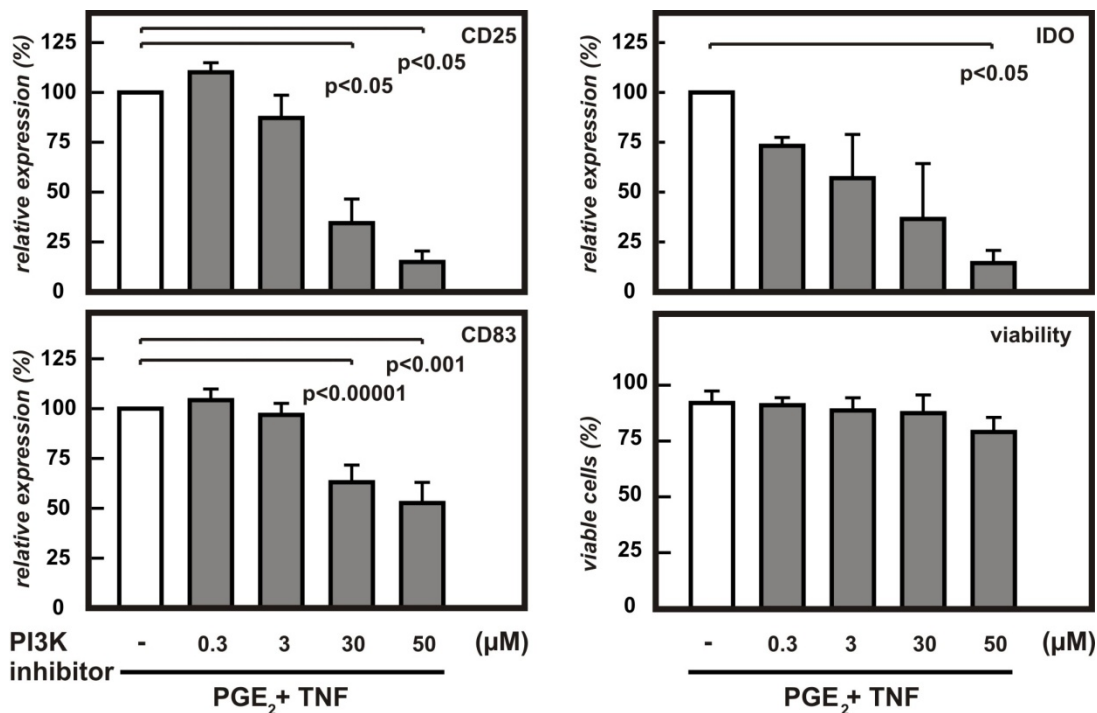 CD25
125
100
75
50
25
0
relative expression (%)
p<0.05
p<0.05
IDO
125
100
75
50
25
0
relative expression (%)
p<0.05
CD83
125
100
75
50
25
0
relative expression (%)
p<0.001
p<0.00001
viability
100
75
50
25
0
viable cells (%)
PI3K inhibitor
- 0.3 3 30 50 (µM)
PGE₂+ TNF
- 0.3 3 30 50 (µM)
PGE₂+ TNF